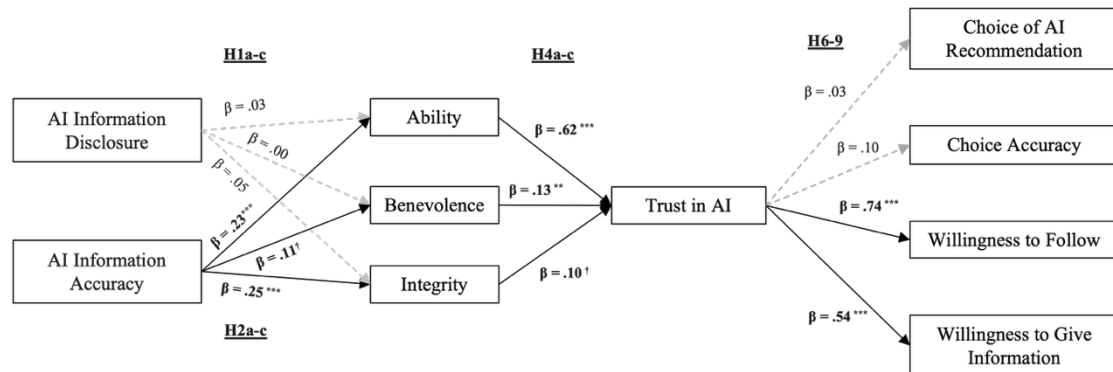 H1a-c
H4a-c
H6-9
Choice of AI
Recommendation
AI Information
Disclosure
β = .03
β = .00
β = .05
Ability
β = .62 ***
β = .03
β = .10
Choice Accuracy
β = .23***
β = .11†
β = .25 ***
Benevolence
β = .13 **
Trust in AI
β = .74 ***
Willingness to Follow
AI Information
Accuracy
Integrity
β = .10 †
β = .54 ***
H2a-c
Willingness to Give
Information